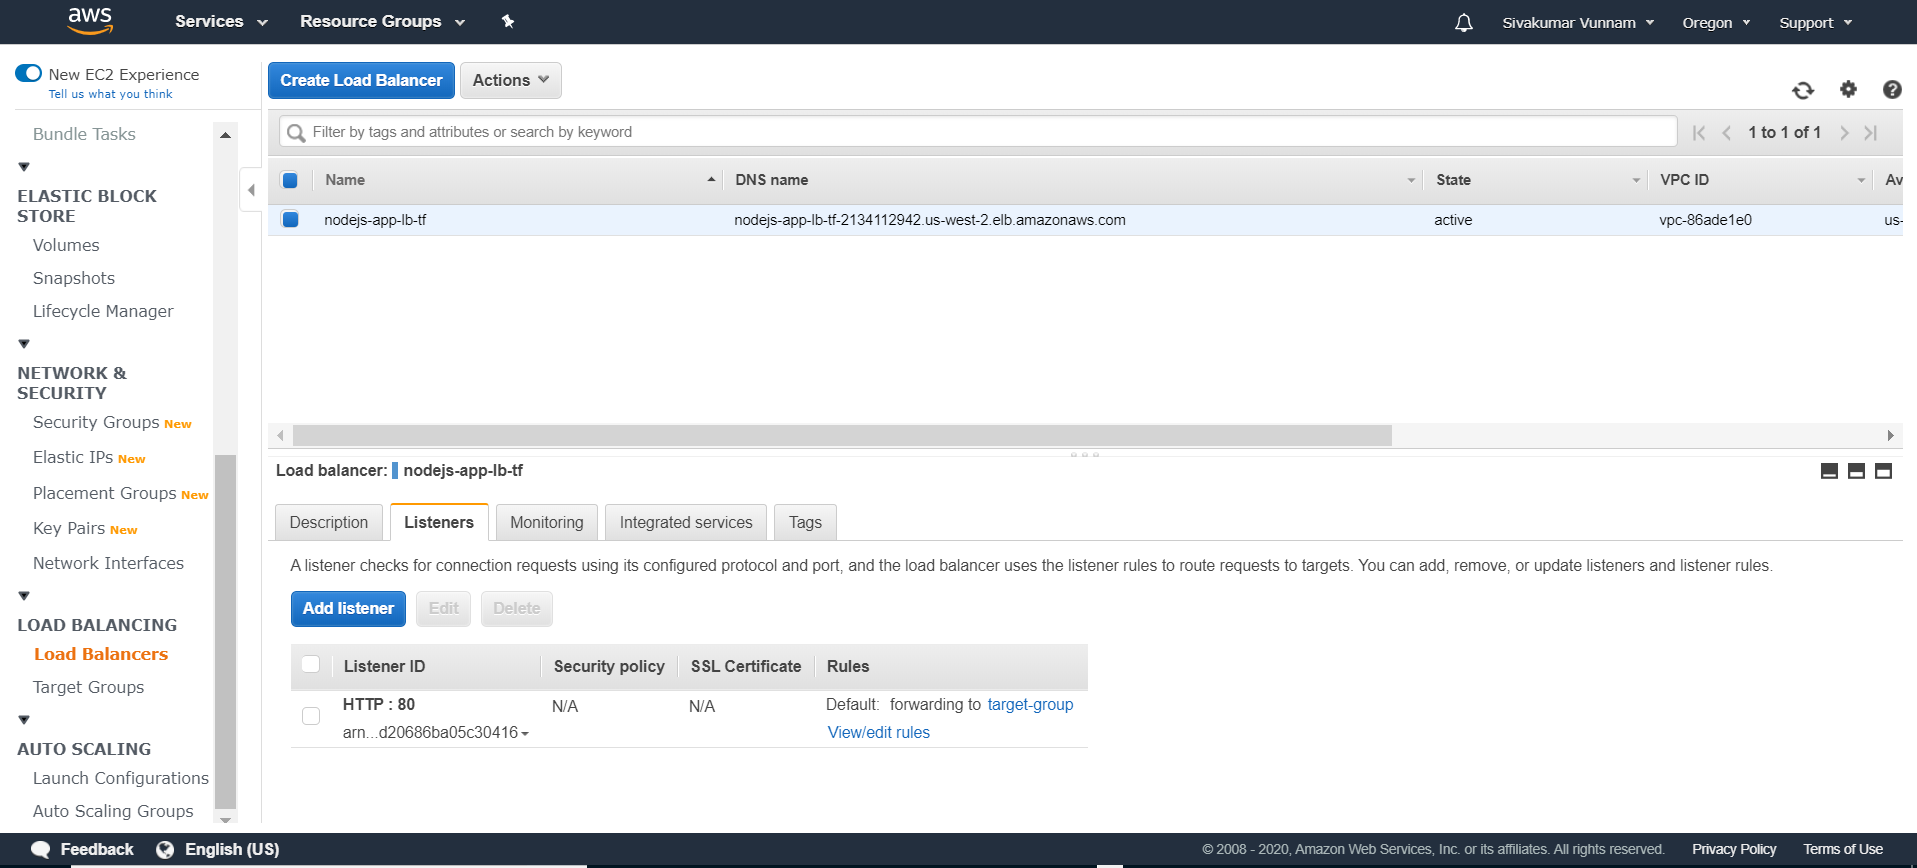 aws
Services
Resource Groups
Sivakumar Vunnam
Oregon
Support
New EC2 Experience
Tell us what you think
Bundle Tasks
ELASTIC BLOCK
STORE
Volumes
Snapshots
Lifecycle Manager
NETWORK &
SECURITY
Security Groups New
Elastic IPs New
Placement Groups New
Key Pairs New
Network Interfaces
LOAD BALANCING
Load Balancers
Target Groups
AUTO SCALING
Launch Configurations
Auto Scaling Groups
Create Load Balancer
Actions
Filter by tags and attributes or search by keyword
1 to 1 of 1
Name DNS name State VPC ID Av
nodejs-app-lb-tf nodejs-app-lb-tf-2134112942.us-west-2.elb.amazonaws.com active vpc-86ade1e0 us-
Load balancer: nodejs-app-lb-tf
Description Listeners Monitoring Integrated services Tags
A listener checks for connection requests using its configured protocol and port, and the load balancer uses the listener rules to route requests to targets. You can add, remove, or update listeners and listener rules.
Add listener Edit Delete
Listener ID Security policy SSL Certificate Rules
HTTP : 80 N/A N/A Default: forwarding to target-group
arn...d20686ba05c30416 View/edit rules
Feedback
English (US)
© 2008 - 2020, Amazon Web Services, Inc. or its affiliates. All rights reserved.
Privacy Policy
Terms of Use